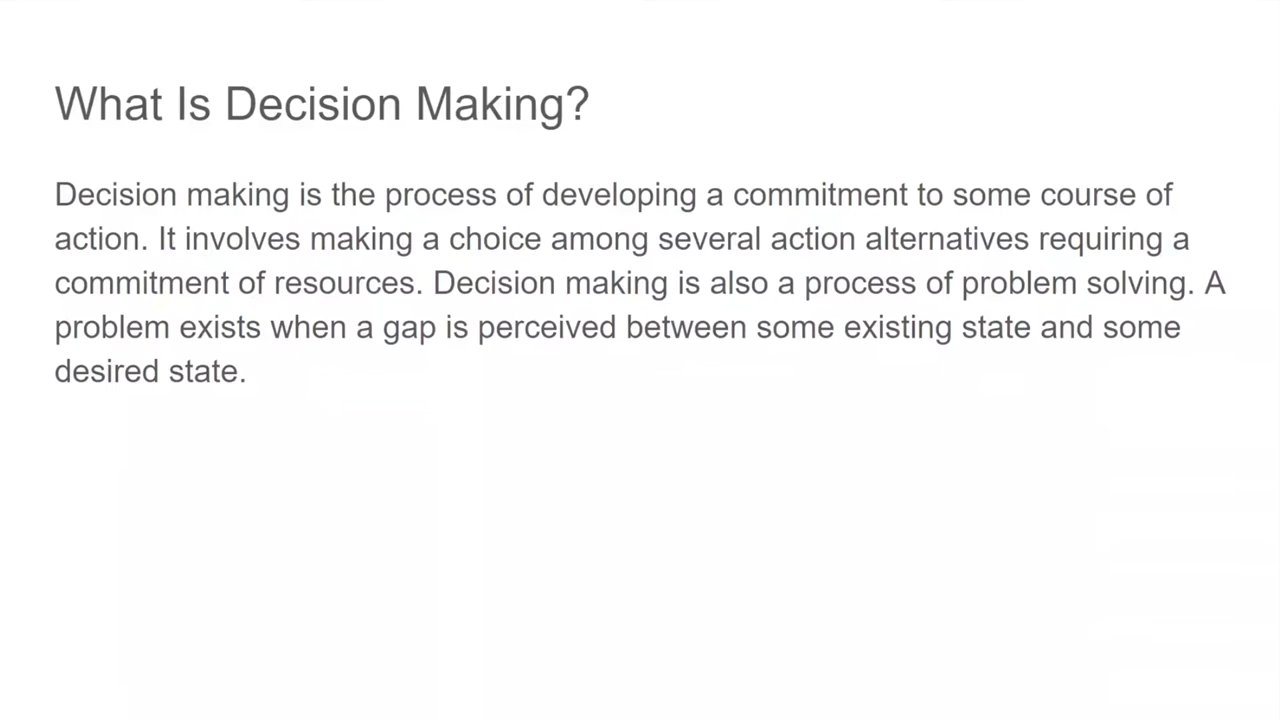 What Is Decision Making?
Decision making is the process of developing a commitment to some course of
action. It involves making a choice among several action alternatives requiring a
commitment of resources. Decision making is also a process of problem solving. A
problem exists when a gap is perceived between some existing state and some
desired state.